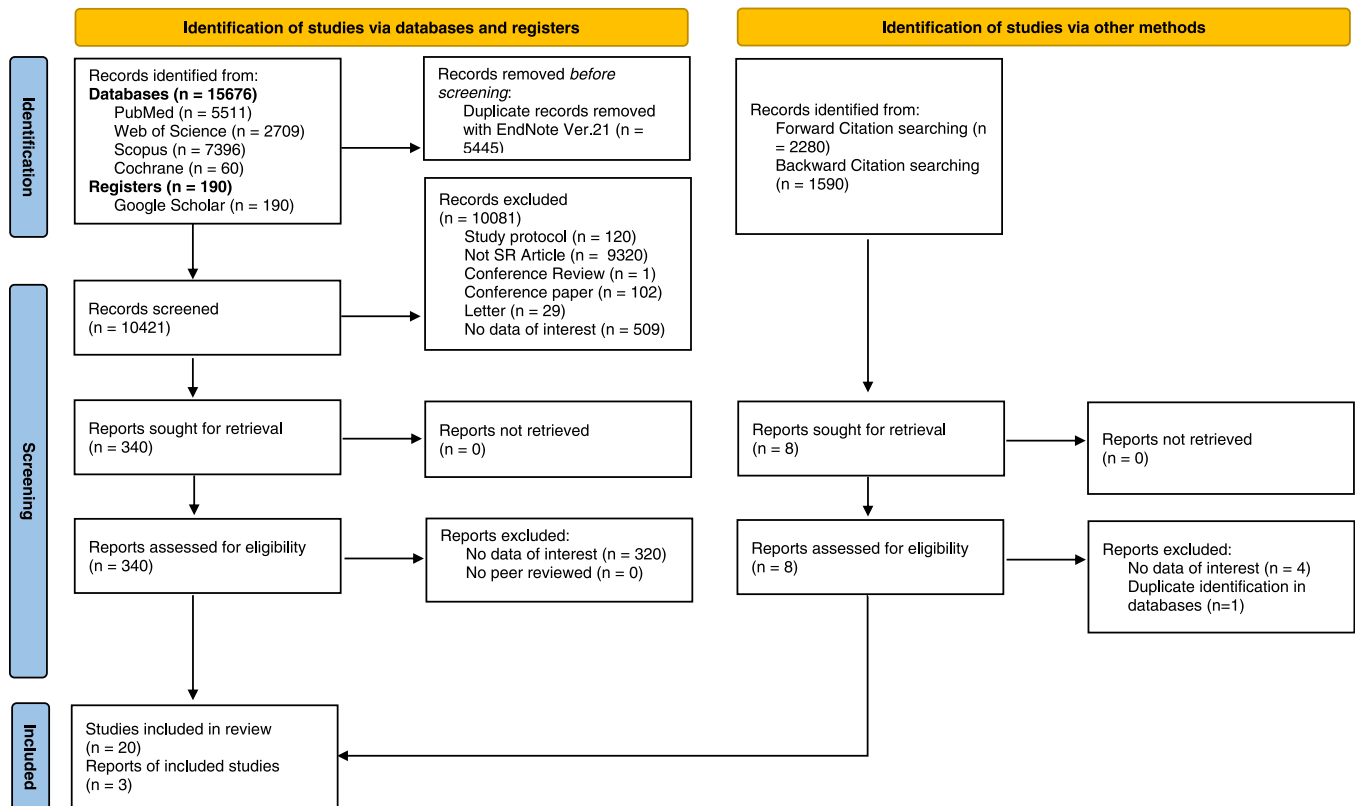 Identification of studies via databases and registers
Identification of studies via other methods
Identification
Records identified from:
Databases (n = 15676)
PubMed (n = 5511)
Web of Science (n = 2709)
Scopus (n = 7396)
Cochrane (n = 60)
Registers (n = 190)
Google Scholar (n = 190)
Records removed before
screening:
Duplicate records removed
with EndNote Ver.21 (n =
5445)
Records identified from:
Forward Citation searching (n
= 2280)
Backward Citation searching
(n = 1590)
Records excluded
(n = 10081)
Study protocol (n = 120)
Not SR Article (n = 9320)
Conference Review (n = 1)
Conference paper (n = 102)
Letter (n = 29)
No data of interest (n = 509)
Screening
Records screened
(n = 10421)
Reports sought for retrieval
(n = 340)
Reports not retrieved
(n = 0)
Reports sought for retrieval
(n = 8)
Reports not retrieved
(n = 0)
Reports assessed for eligibility
(n = 340)
Reports excluded:
No data of interest (n = 320)
No peer reviewed (n = 0)
Reports assessed for eligibility
(n = 8)
Reports excluded:
No data of interest (n = 4)
Duplicate identification in
databases (n=1)
Included
Studies included in review
(n = 20)
Reports of included studies
(n = 3)